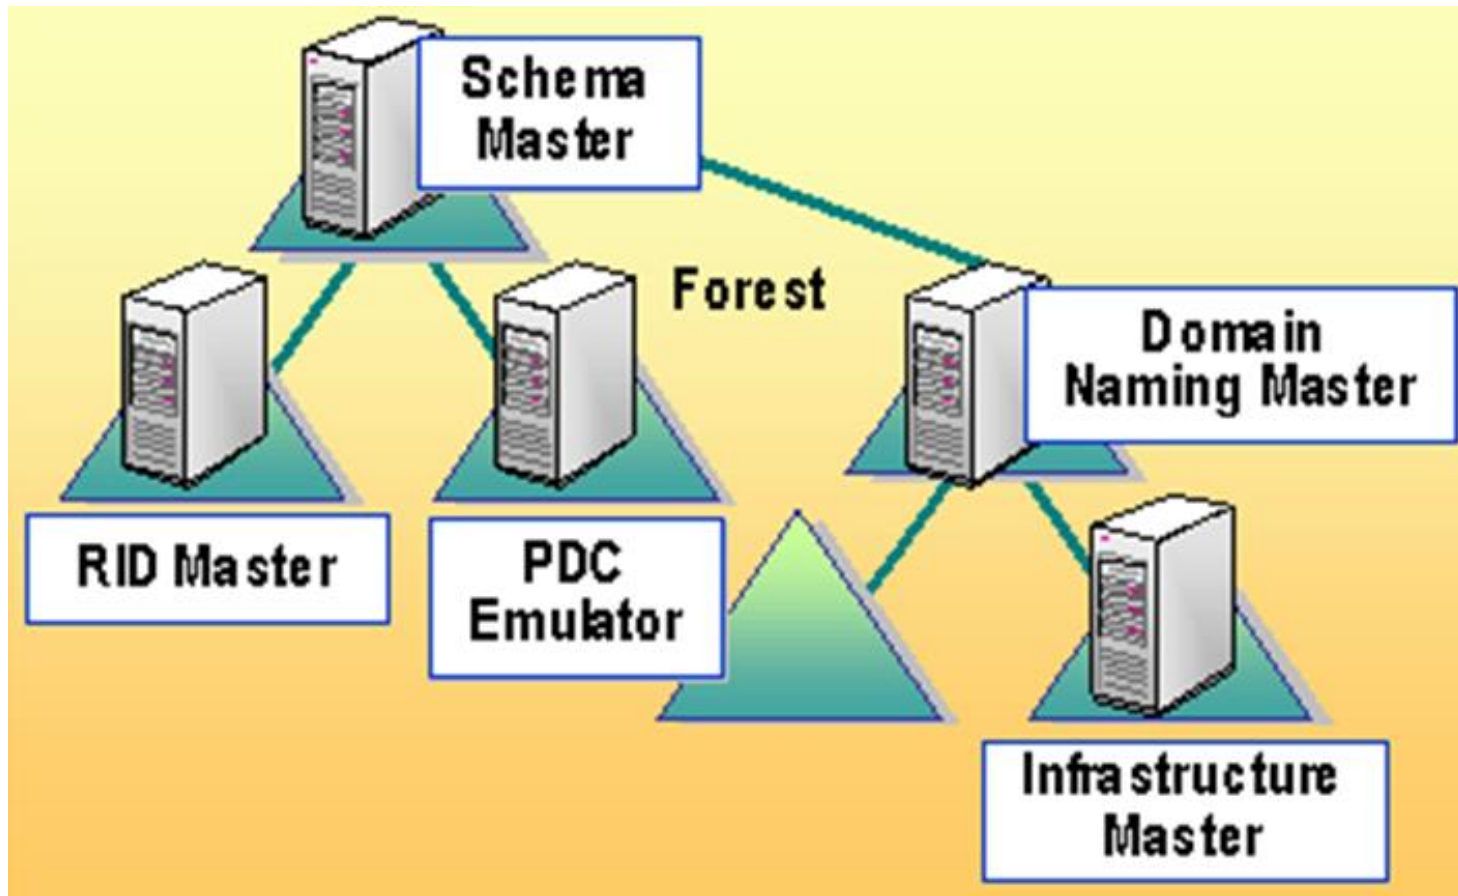 Schema
Master
Forest
Domain
Naming Master
RID Master
PDC
Emulator
Infrastructure
Master